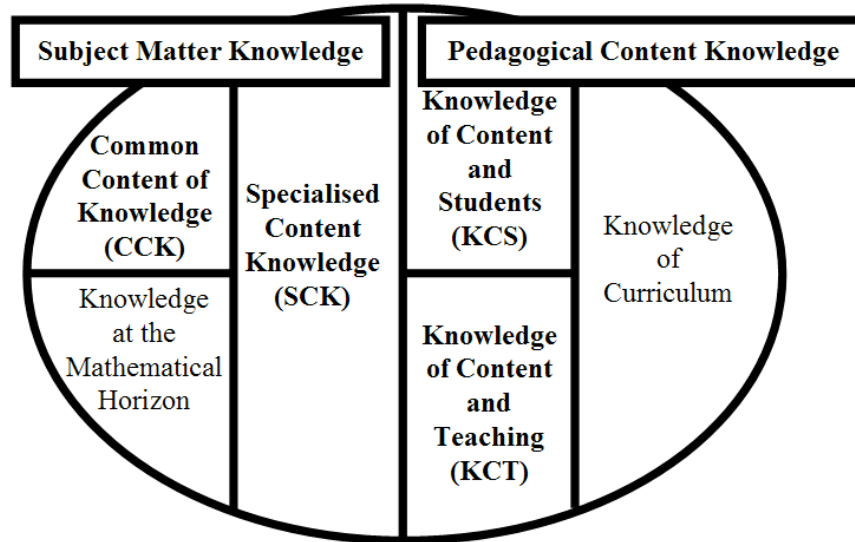 Subject Matter Knowledge
Pedagogical Content Knowledge
Common
Content of
Knowledge
(CCK)
Knowledge
at the
Mathematical
Horizon
Specialised
Content
Knowledge
(SCK)
Knowledge
of Content
and
Students
(KCS)
Knowledge
of Content
and
Teaching
(KCT)
Knowledge
of
Curriculum